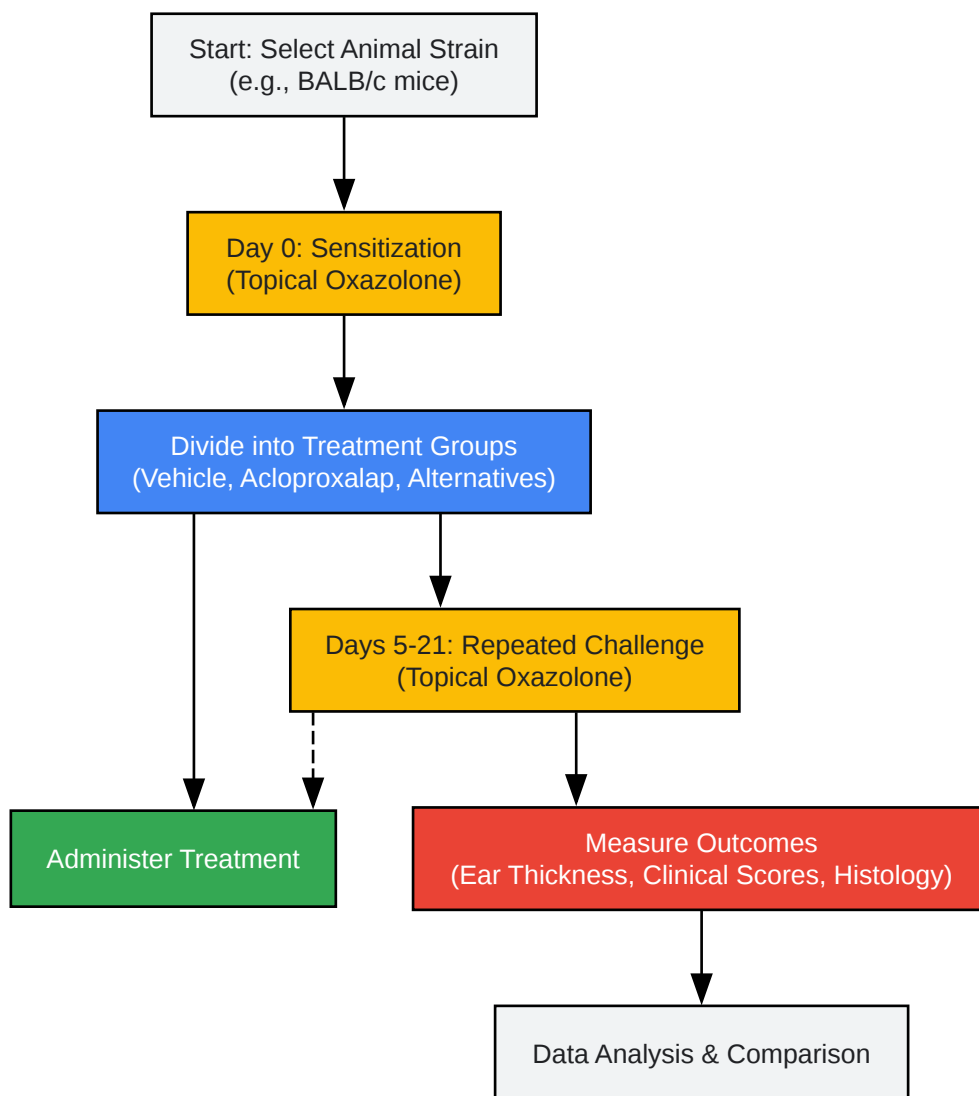 Start: Select Animal Strain
(e.g., BALB/c mice)
Day 0: Sensitization
(Topical Oxazolone)
Divide into Treatment Groups
(Vehicle, Acloproxalap, Alternatives)
Days 5-21: Repeated Challenge
(Topical Oxazolone)
Administer Treatment
Measure Outcomes
(Ear Thickness, Clinical Scores, Histology)
Data Analysis & Comparison